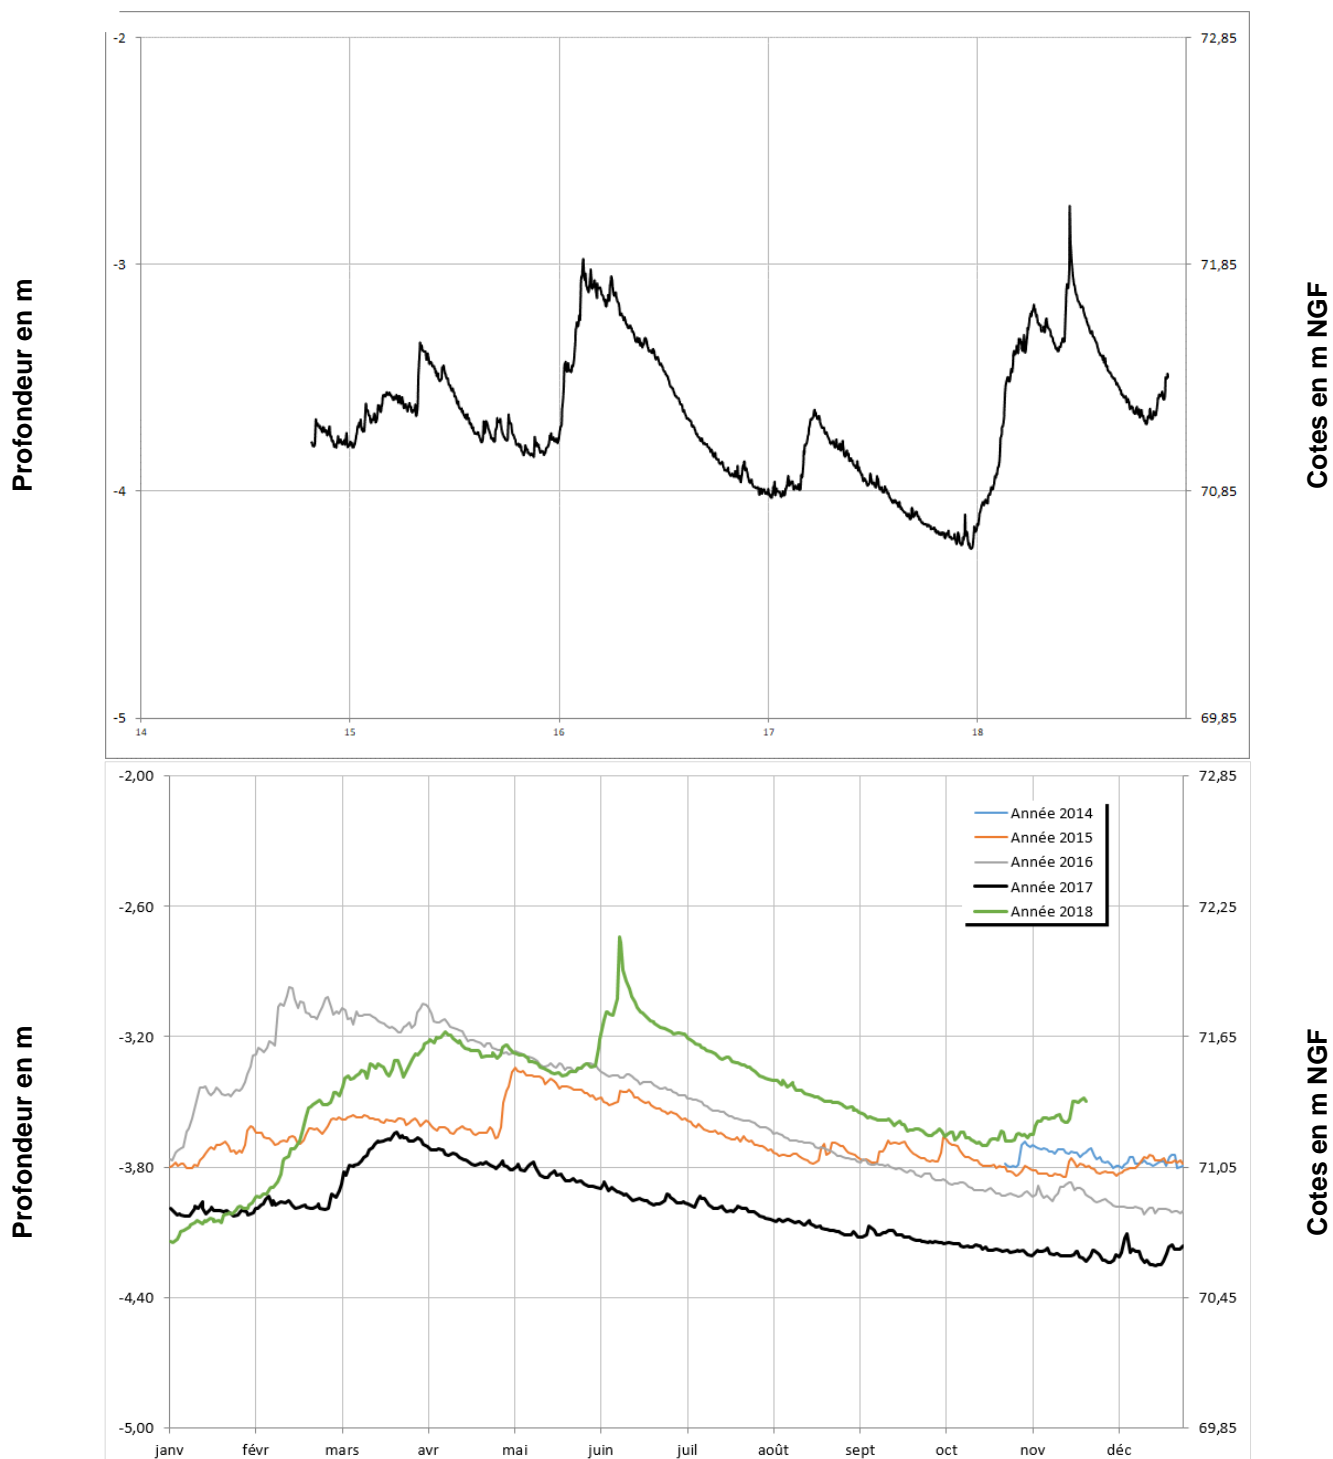 Profondeur en m
-2
-3
-4
-5
14
15
16
17
18
72,85
71,85
70,85
69,85
Cotes en m NGF
Profondeur en m
-2,00
-2,60
-3,20
-3,80
-4,40
-5,00
janv
févr
mars
avr
mai
juin
juil
août
sept
oct
nov
déc
Année 2014
Année 2015
Année 2016
Année 2017
Année 2018
72,85
72,25
71,65
71,05
70,45
69,85
Cotes en m NGF